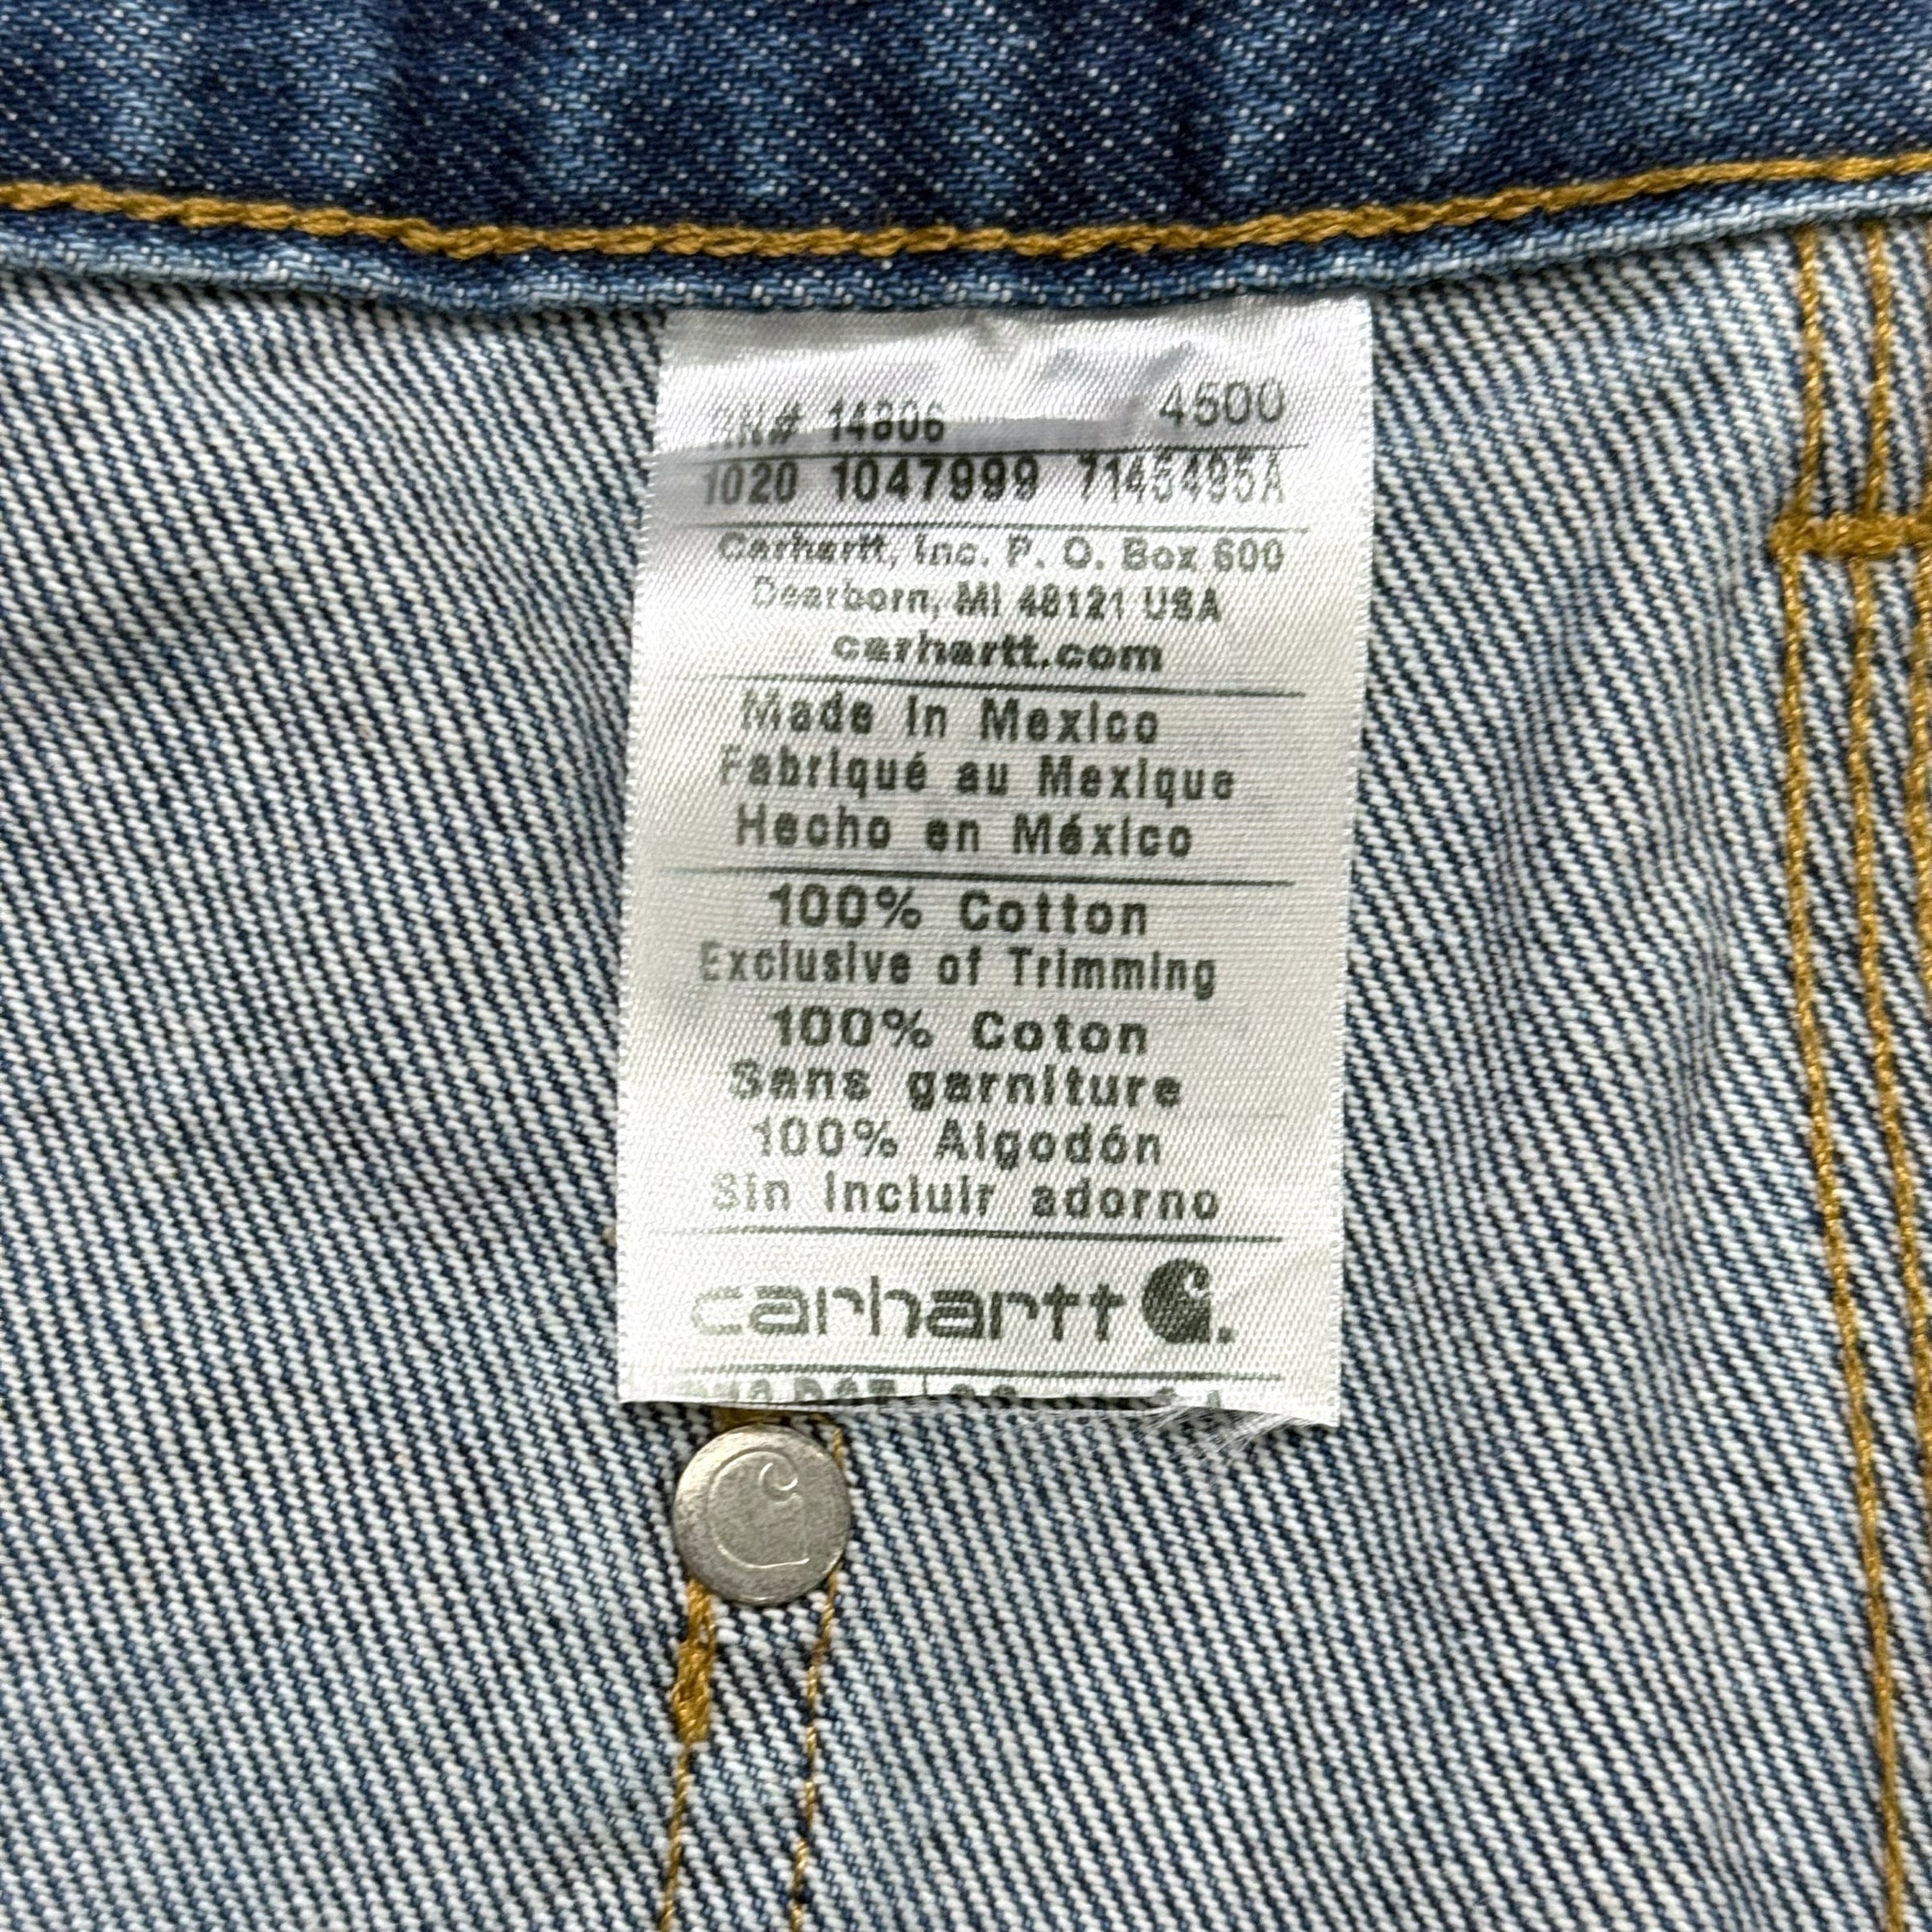 RN# 14806 4500
1020 1047999 7145495A
Carhartt, Inc. P. O. Box 600
Dearborn, MI 48121 USA
carhartt.com
Made in Mexico
Fabriqué au Mexique
Hecho en México
100% Cotton
Exclusive of Trimming
100% Coton
Sans garniture
100% Algodón
Sin incluir adorno
carhartt